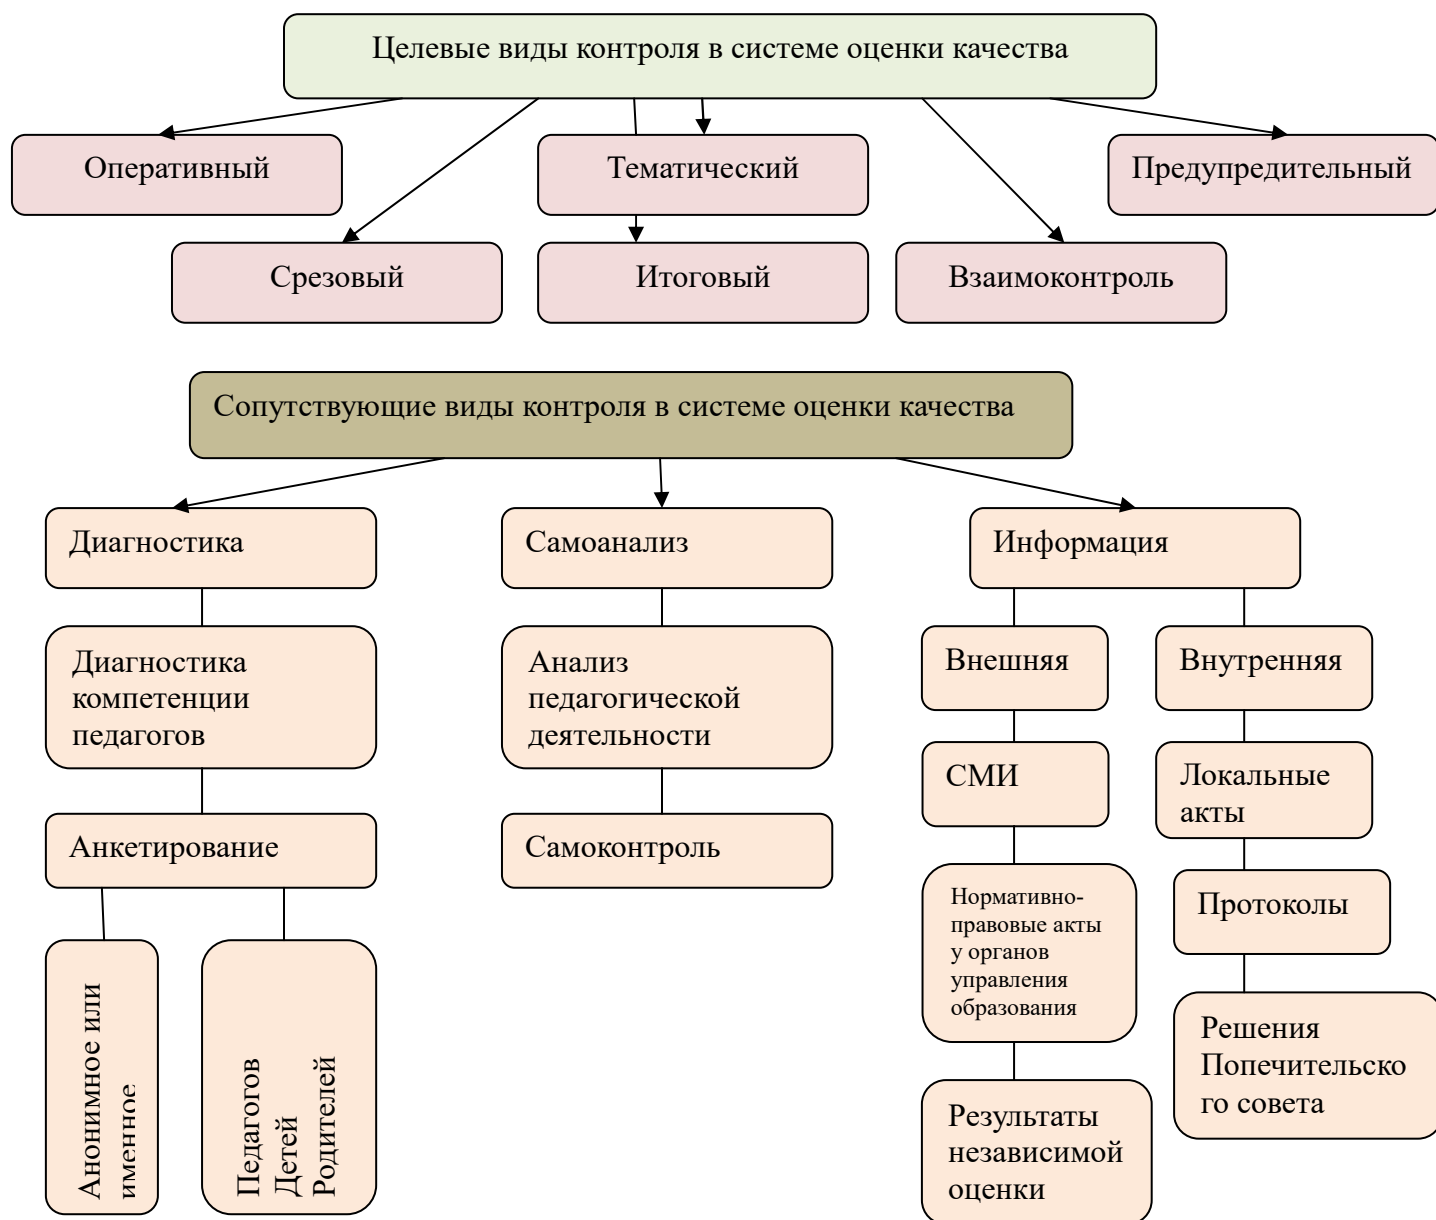 Целевые виды контроля в системе оценки качества
Оперативный
Тематический
Предупредительный
Срезовый
Итоговый
Взаимоконтроль
Сопутствующие виды контроля в системе оценки качества
Диагностика
Самоанализ
Информация
Диагностика
компетенции
педагогов
Анализ
педагогической
деятельности
Внешняя
Внутренняя
СМИ
Локальные
акты
Анкетирование
Самоконтроль
Нормативно-
правовые акты
у органов
управления
образования
Протоколы
Анонимное или
именное
Педагогов
Детей
Родителей
Решения
Попечительско
го совета
Результаты
независимой
оценки